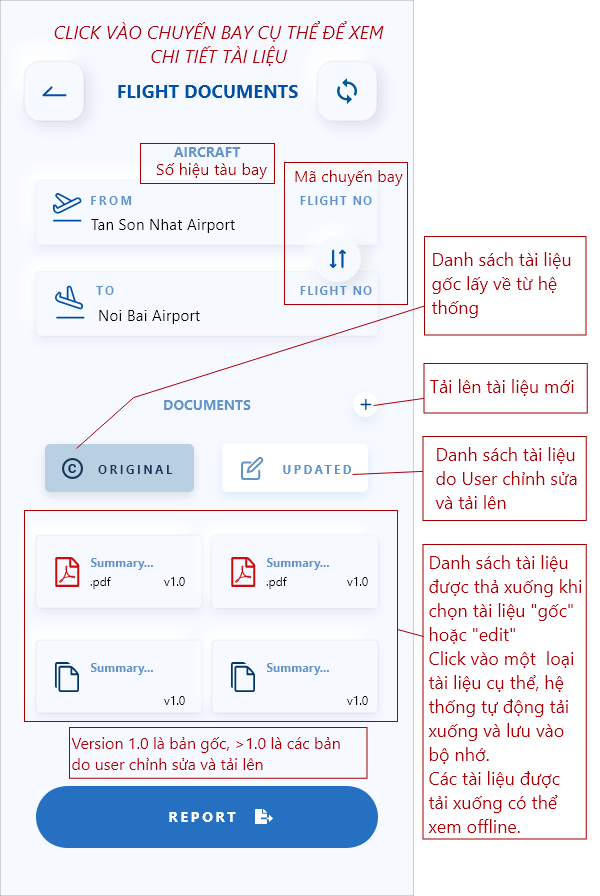 CLICK VÀO CHUYẾN BAY CỤ THỂ ĐỂ XEM
CHI TIẾT TÀI LIỆU
FLIGHT DOCUMENTS
AIRCRAFT
Số hiệu tàu bay
Mã chuyến bay
FROM
FLIGHT NO
Tan Son Nhat Airport
TO
FLIGHT NO
Noi Bai Airport
Danh sách tài liệu
gốc lấy về từ hệ
thống
DOCUMENTS
+
Tải lên tài liệu mới
© ORIGINAL
UPDATED
Danh sách tài liệu
do User chỉnh sửa
và tải lên
Summary...
.pdf
v1.0
Summary...
.pdf
v1.0
Summary...
v1.0
Summary...
v1.0
Danh sách tài liệu
được thả xuống khi
chọn tài liệu "gốc"
hoặc "edit"
Click vào một loại
tài liệu cụ thể, hệ
thống tự động tải
xuống và lưu vào
bộ nhớ.
Các tài liệu được
tải xuống có thể
xem offline.
Version 1.0 là bản gốc, >1.0 là các bản
do user chỉnh sửa và tải lên
REPORT